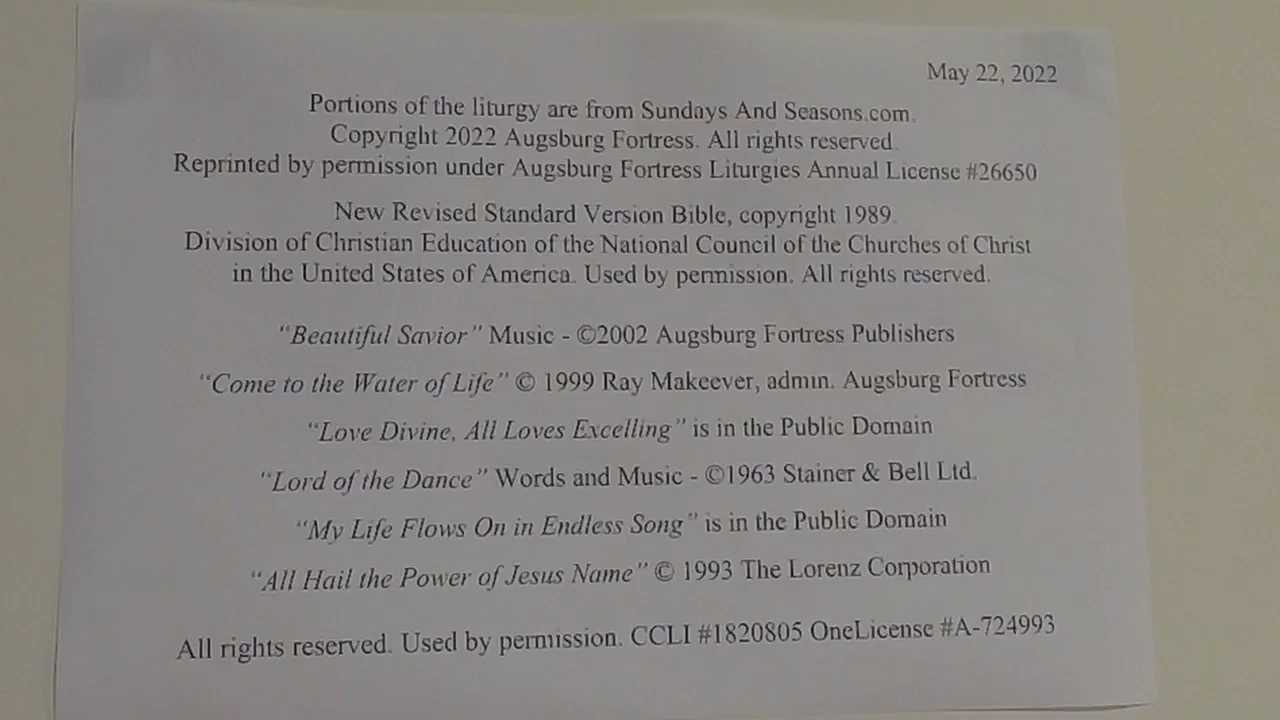 May 22, 2022
Portions of the liturgy are from Sundays And Seasons.com.
Copyright 2022 Augsburg Fortress. All rights reserved.
Reprinted by permission under Augsburg Fortress Liturgies Annual License #26650
New Revised Standard Version Bible, copyright 1989.
Division of Christian Education of the National Council of the Churches of Christ
in the United States of America. Used by permission. All rights reserved.
“Beautiful Savior” Music - ©2002 Augsburg Fortress Publishers
“Come to the Water of Life” © 1999 Ray Makeever, admin. Augsburg Fortress
“Love Divine, All Loves Excelling” is in the Public Domain
“Lord of the Dance” Words and Music - ©1963 Stainer & Bell Ltd.
“My Life Flows On in Endless Song” is in the Public Domain
“All Hail the Power of Jesus Name” © 1993 The Lorenz Corporation
All rights reserved. Used by permission. CCLI #1820805 OneLicense #A-724993